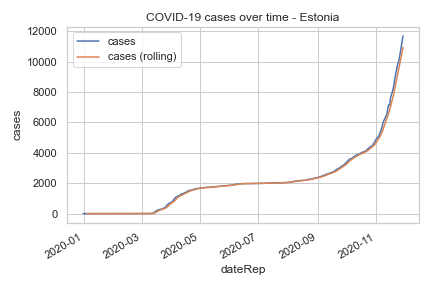 COVID-19 cases over time - Estonia
cases
cases (rolling)
12000
10000
8000
6000
4000
2000
0
cases
2020-01
2020-03
2020-05
2020-07
2020-09
2020-11
dateRep